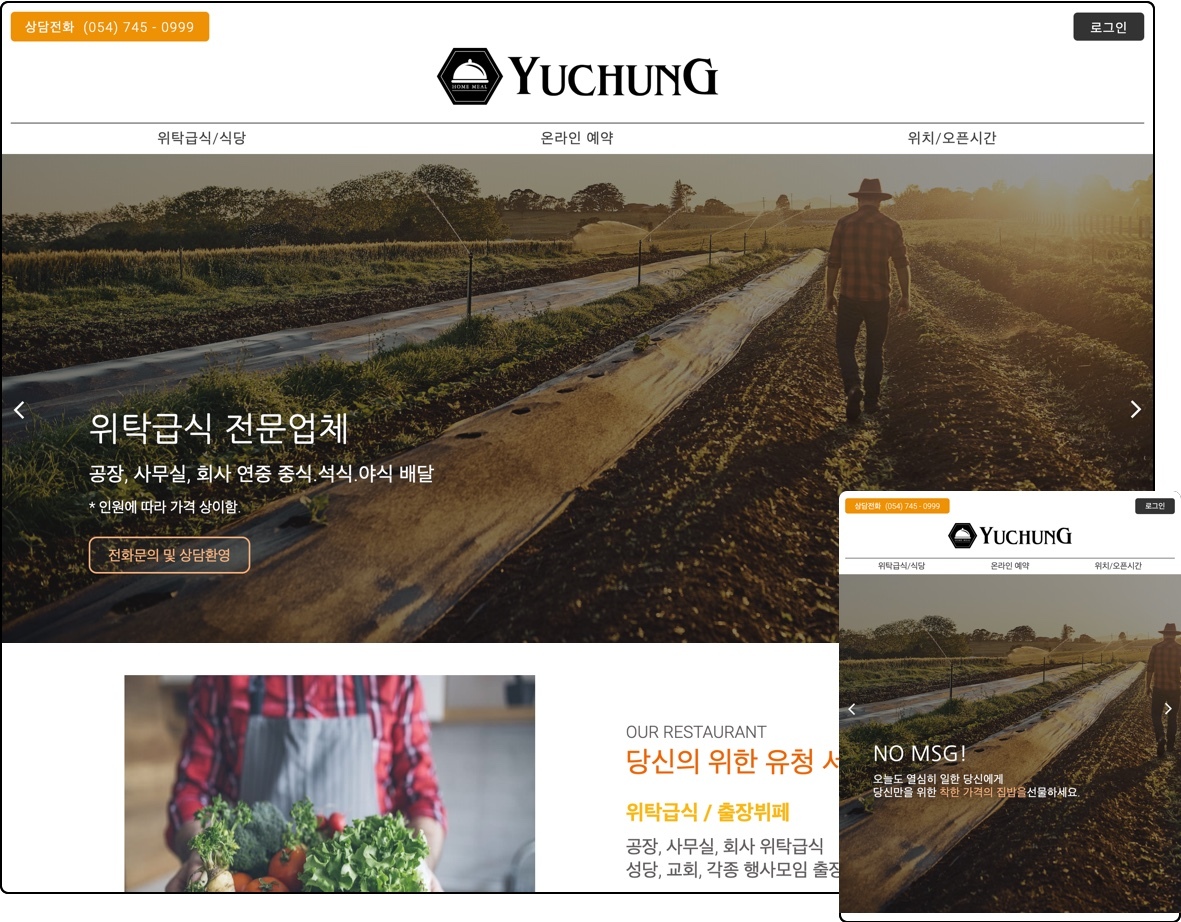 상담전화 (054) 745 - 0999
로그인
HOME MEAL
YUCHUNG
위탁급식/식당
온라인 예약
위치/오픈시간
위탁급식 전문업체
공장, 사무실, 회사 연중 중식.석식.야식 배달
* 인원에 따라 가격 상이함.
전화문의 및 상담환영
OUR RESTAURANT
당신의 위한 유청
위탁급식 / 출장뷔페
공장, 사무실, 회사 위탁급식
성당, 교회, 각종 행사모임 출장
상담전화 (054) 745 - 0999
로그인
YUCHUNG
위탁급식/식당
온라인 예약
위치/오픈시간
NO MSG!
오늘도 열심히 일한 당신에게
당신만을 위한 착한 가격의 집밥을선물하세요.